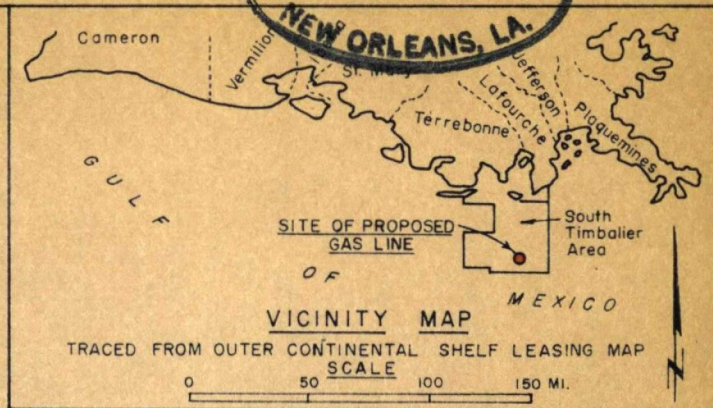 NEW ORLEANS, LA.
Cameron
Vermilion
St. Mary
Terrebonne
Lafourche
Jefferson
Plaquemines
GULF
OF
MEXICO
SITE OF PROPOSED
GAS LINE
South
Timbalier
Area
VICINITY MAP
TRACED FROM OUTER CONTINENTAL SHELF LEASING MAP
SCALE
0 50 100 150 MI.